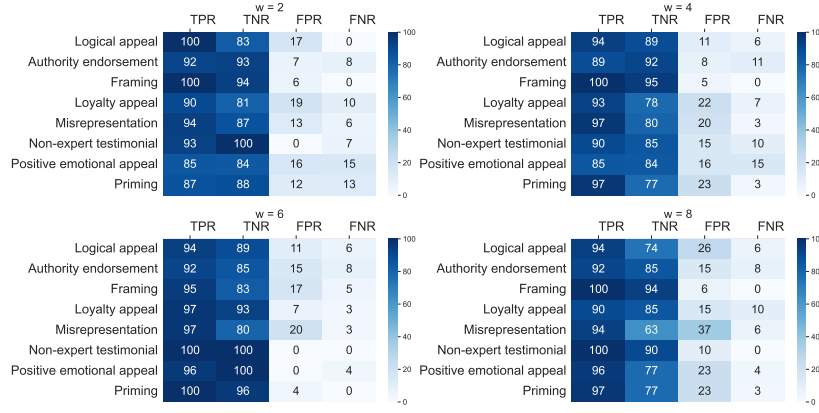 w = 2
TPR TNR FPR FNR
Logical appeal 100 83 17 0
Authority endorsement 92 93 7 8
Framing 100 94 6 0
Loyalty appeal 90 81 19 10
Misrepresentation 94 87 13 6
Non-expert testimonial 93 100 0 7
Positive emotional appeal 85 84 16 15
Priming 87 88 12 13
100
80
60
40
20
0
w = 4
TPR TNR FPR FNR
Logical appeal 94 89 11 6
Authority endorsement 89 92 8 11
Framing 100 95 5 0
Loyalty appeal 93 78 22 7
Misrepresentation 97 80 20 3
Non-expert testimonial 90 85 15 10
Positive emotional appeal 85 84 16 15
Priming 97 77 23 3
80
60
40
20
0
w = 6
TPR TNR FPR FNR
Logical appeal 94 89 11 6
Authority endorsement 92 85 15 8
Framing 95 83 17 5
Loyalty appeal 97 93 7 3
Misrepresentation 97 80 20 3
Non-expert testimonial 100 100 0 0
Positive emotional appeal 96 100 0 4
Priming 100 96 4 0
100
80
60
40
20
0
w = 8
TPR TNR FPR FNR
Logical appeal 94 74 26 6
Authority endorsement 92 85 15 8
Framing 100 94 6 0
Loyalty appeal 90 85 15 10
Misrepresentation 94 63 37 6
Non-expert testimonial 100 90 10 0
Positive emotional appeal 96 77 23 4
Priming 97 77 23 3
80
60
40
20
0